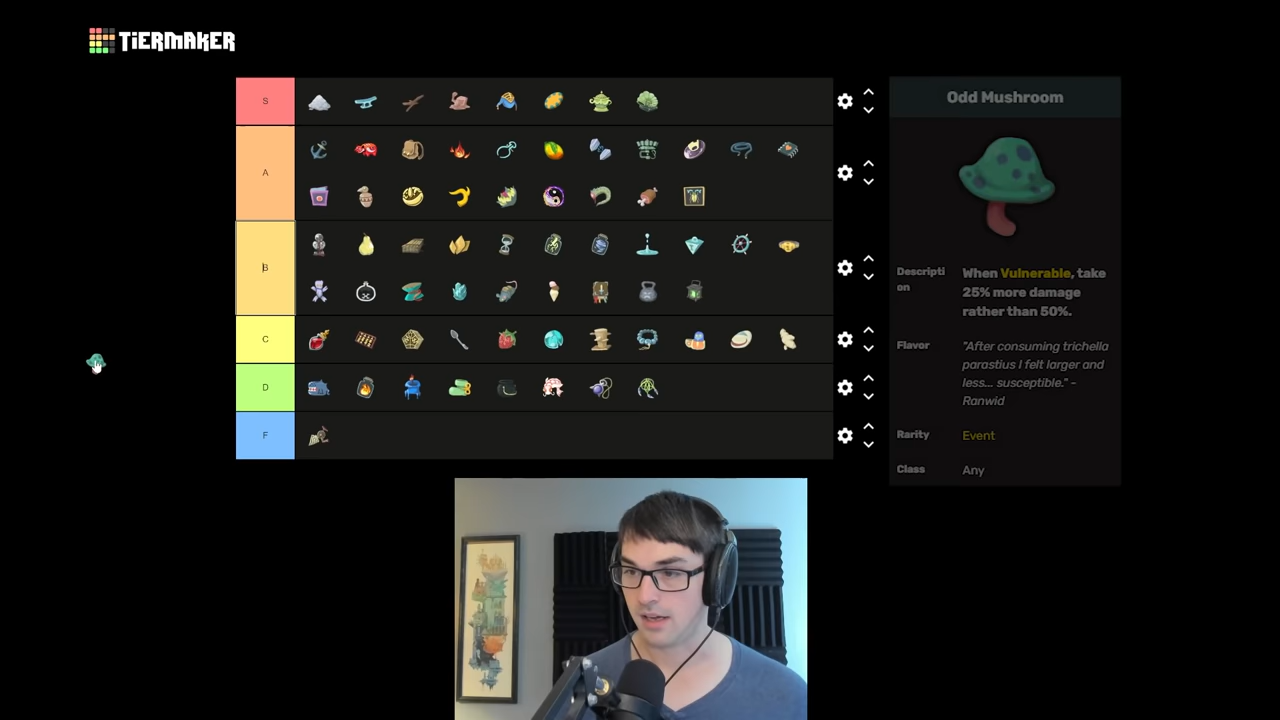 TiERMAKER
S
A
B
C
D
F
Odd Mushroom
Descripti
on
When Vulnerable, take
25% more damage
rather than 50%.
Flavor
"After consuming trichella
parastius I felt larger and
less... susceptible." -
Ranwid
Rarity
Event
Class
Any